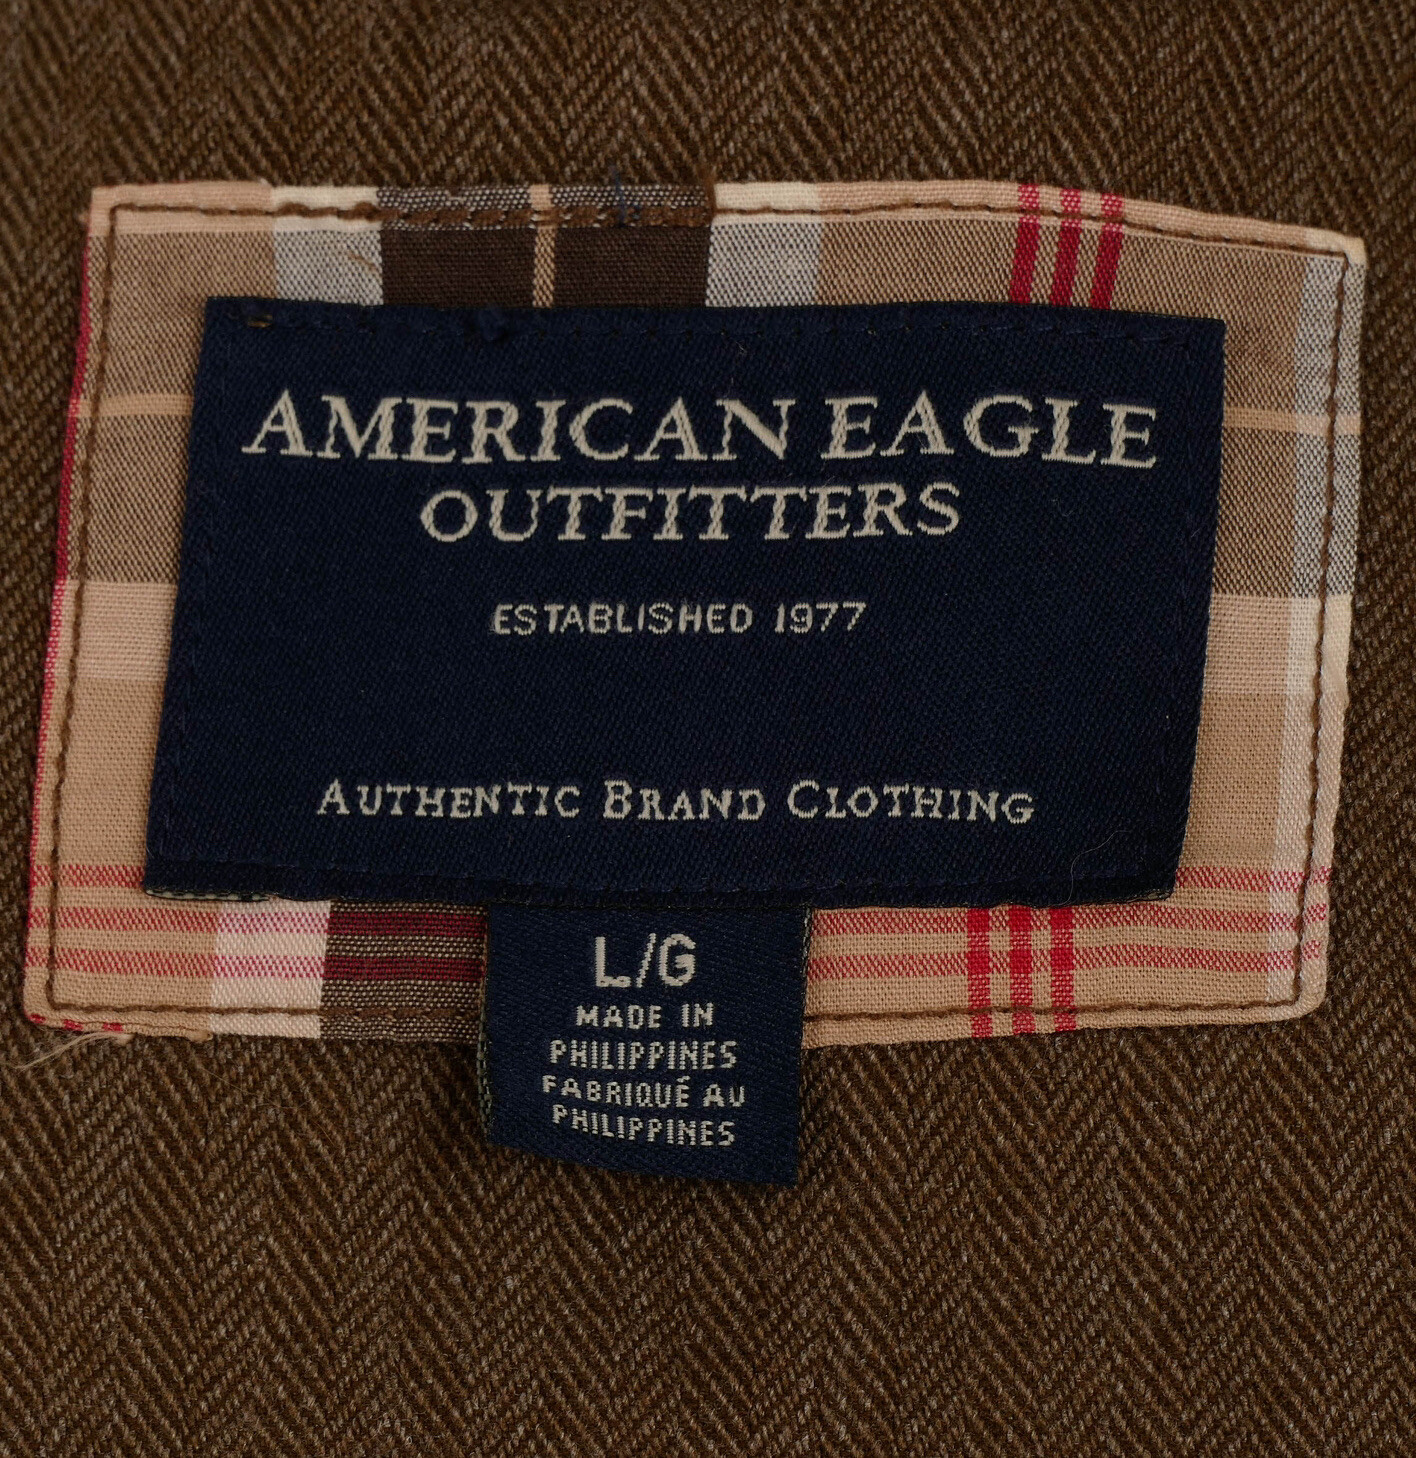 AMERICAN EAGLE
OUTFITTERS
ESTABLISHED 1977
AUTHENTIC BRAND CLOTHING
L/G
MADE IN
PHILIPPINES
FABRIQUÉ AU
PHILIPPINES